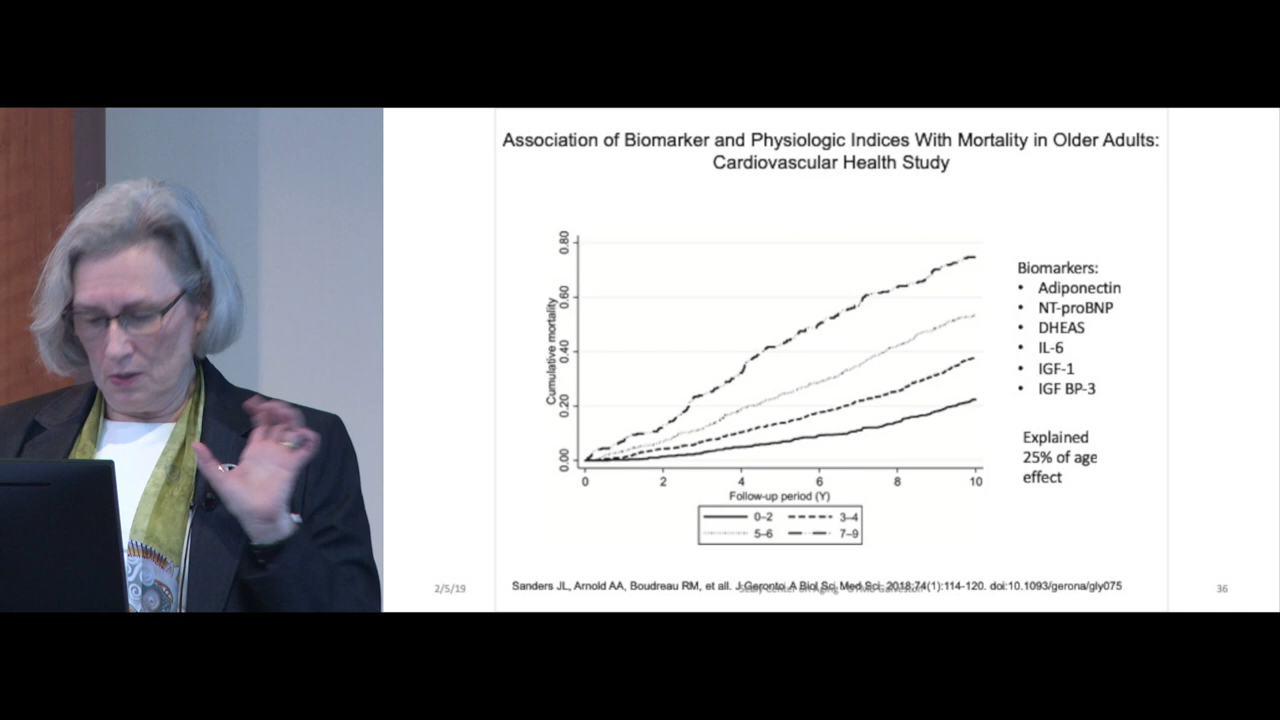 Association of Biomarker and Physiologic Indices With Mortality in Older Adults:
Cardiovascular Health Study
Cumulative mortality
0.80
0.60
0.40
0.20
0.00
0 2 4 6 8 10
Follow-up period (Y)
0–2 3–4
5–6 7–9
Biomarkers:
• Adiponectin
• NT-proBNP
• DHEAS
• IL-6
• IGF-1
• IGF BP-3
Explained
25% of age
effect
2/5/19
Sanders JL, Arnold AA, Boudreau RM, et all. J Geronto A Biol Sci Med Sci. 2018;74(1):114-120. doi:10.1093/gerona/gly075
36